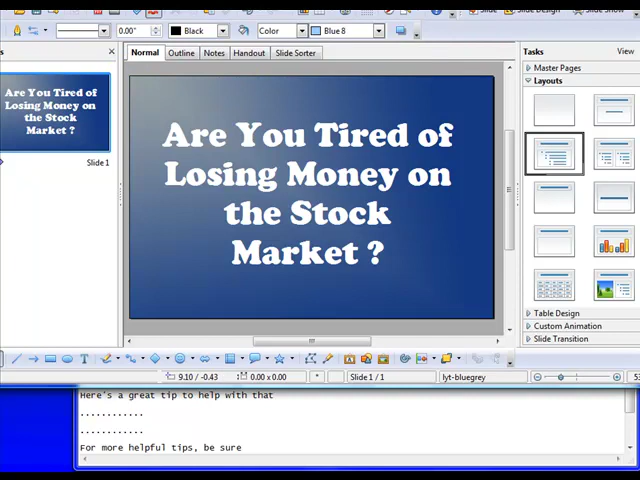 Slide Design
Slide Show
0.00"
Black
Color
Blue 8
Normal
Outline
Notes
Handout
Slide Sorter
Tasks
View
Master Pages
Layouts
Are You Tired of
Losing Money on
the Stock
Market ?
Slide 1
Are You Tired of
Losing Money on
the Stock
Market ?
Table Design
Custom Animation
Slide Transition
9.10 / -0.43
0.00 x 0.00
*
Slide 1 / 1
lyt-bluegrey
Here's a great tip to help with that
............
............
For more helpful tips, be sure